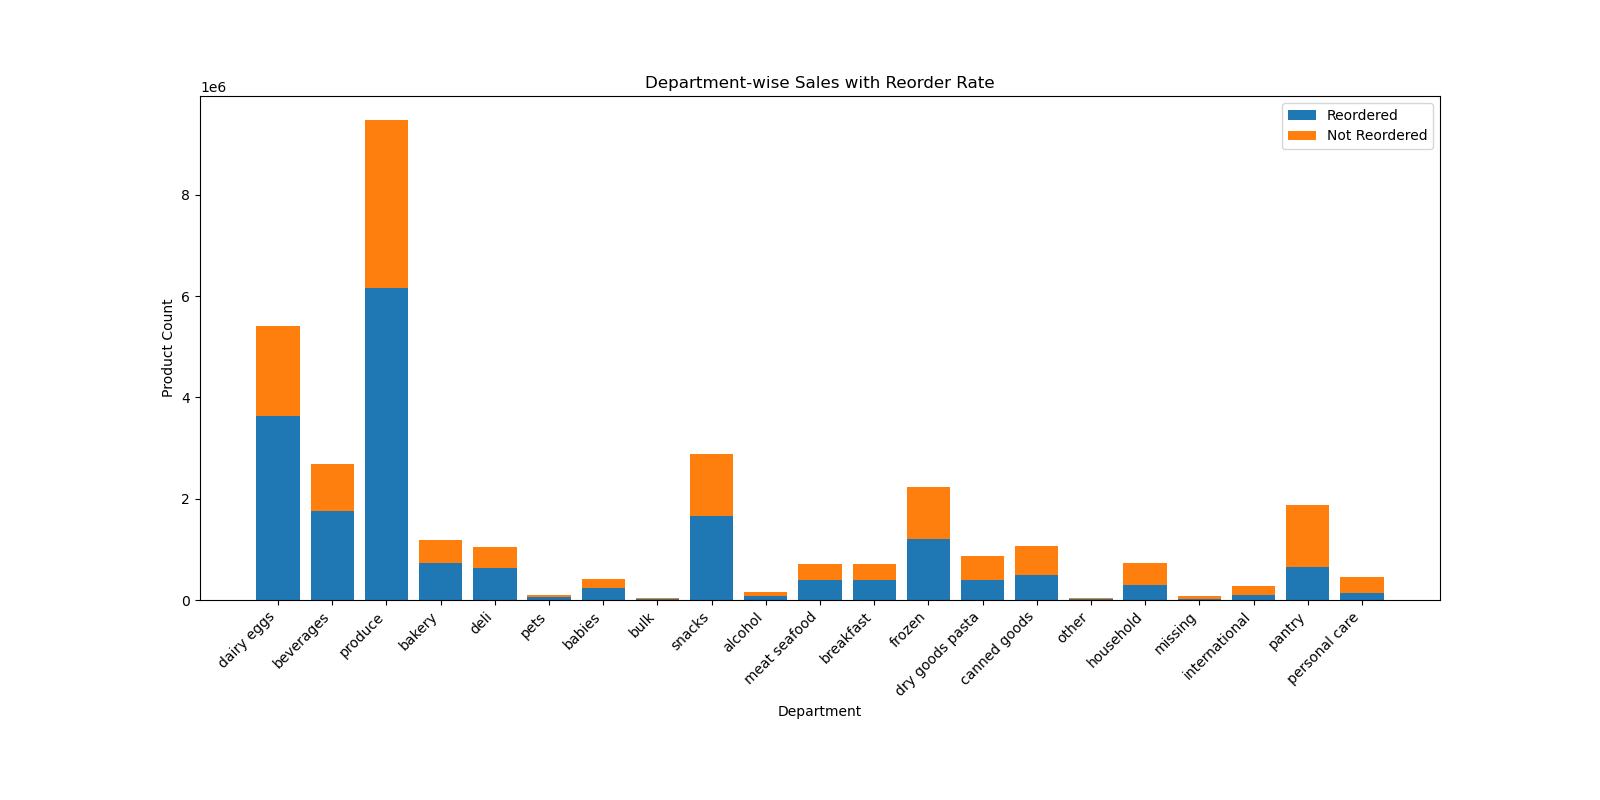 Department-wise Sales with Reorder Rate
1e6
Reordered
Not Reordered
8
6
4
2
0
Product Count
dairy eggs
beverages
produce
bakery
deli
pets
babies
bulk
snacks
alcohol
meat seafood
breakfast
frozen
dry goods pasta
canned goods
other
household
missing
international
pantry
personal care
Department